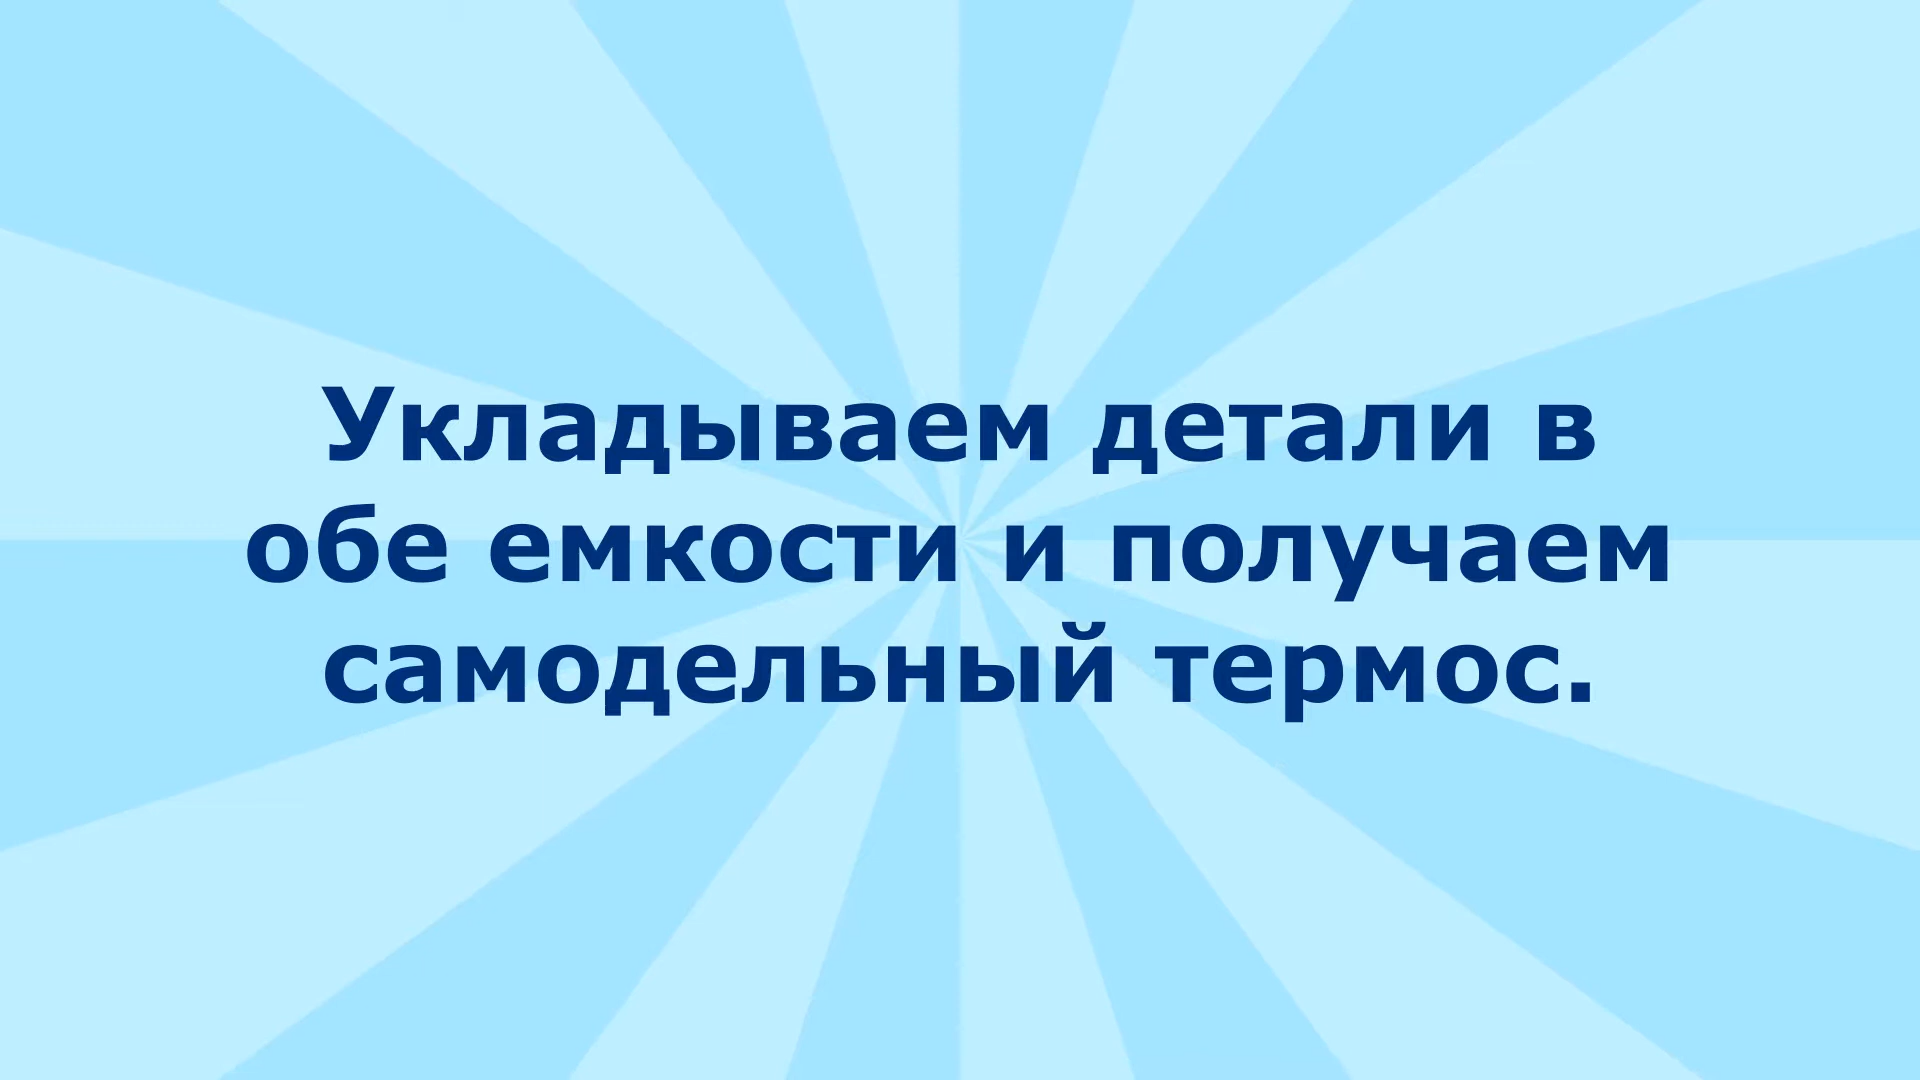 Укладываем детали в
обе емкости и получаем
самодельный термос.